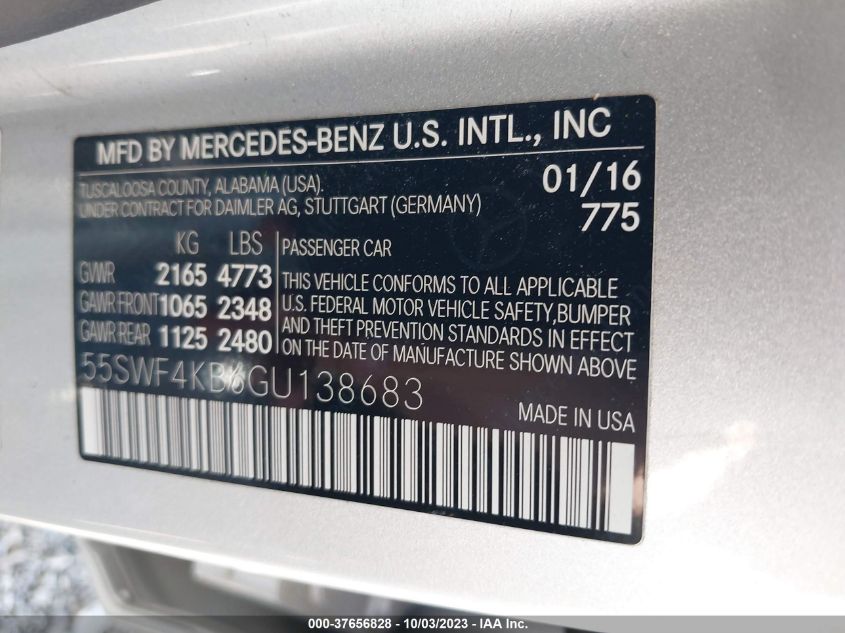 MFD BY MERCEDES-BENZ U.S. INTL., INC
TUSCALOOSA COUNTY, ALABAMA (USA).
UNDER CONTRACT FOR DAIMLER AG, STUTTGART (GERMANY)
01/16
775
KG LBS
GVWR 2165 4773
GAWR FRONT 1065 2348
GAWR REAR 1125 2480
PASSENGER CAR
THIS VEHICLE CONFORMS TO ALL APPLICABLE
U.S. FEDERAL MOTOR VEHICLE SAFETY, BUMPER
AND THEFT PREVENTION STANDARDS IN EFFECT
ON THE DATE OF MANUFACTURE SHOWN ABOVE
55SWF4KB6GU138683
MADE IN USA
000-37656828 - 10/03/2023 - IAA Inc.